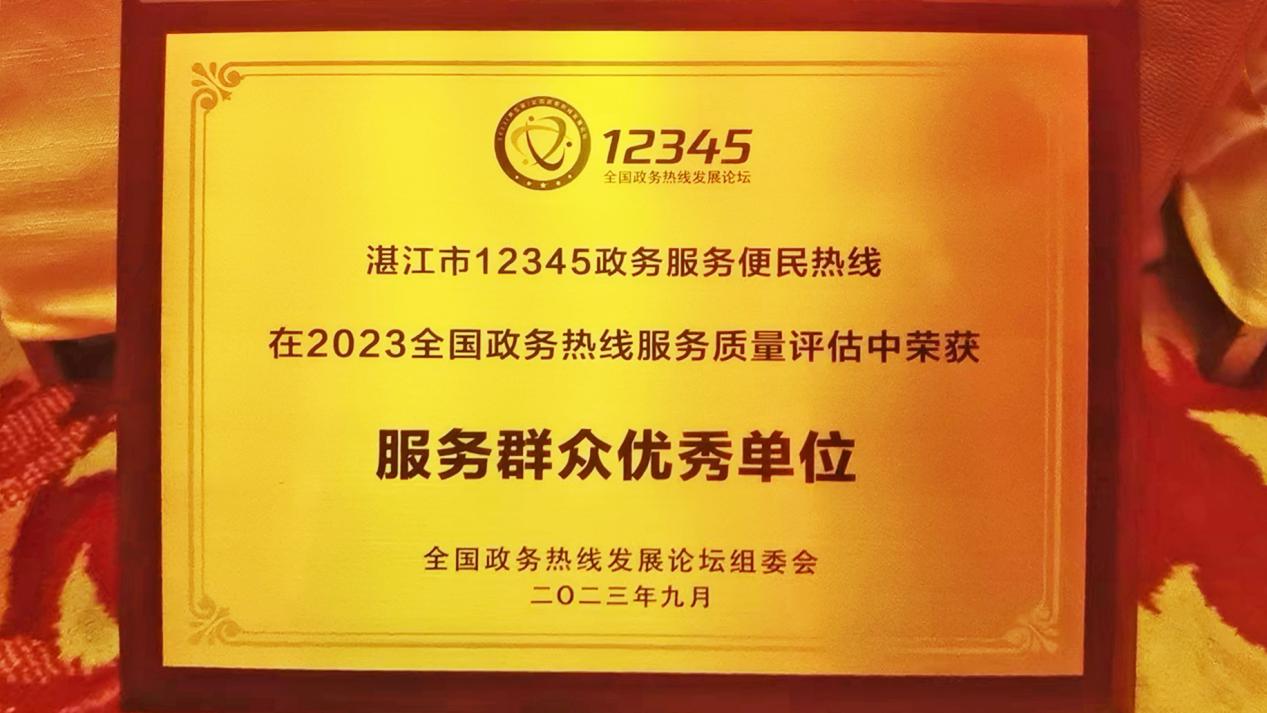 12345
全国政务热线发展论坛
湛江市12345政务服务便民热线
在2023全国政务热线服务质量评估中荣获
服务群众优秀单位
全国政务热线发展论坛组委会
二〇二三年九月